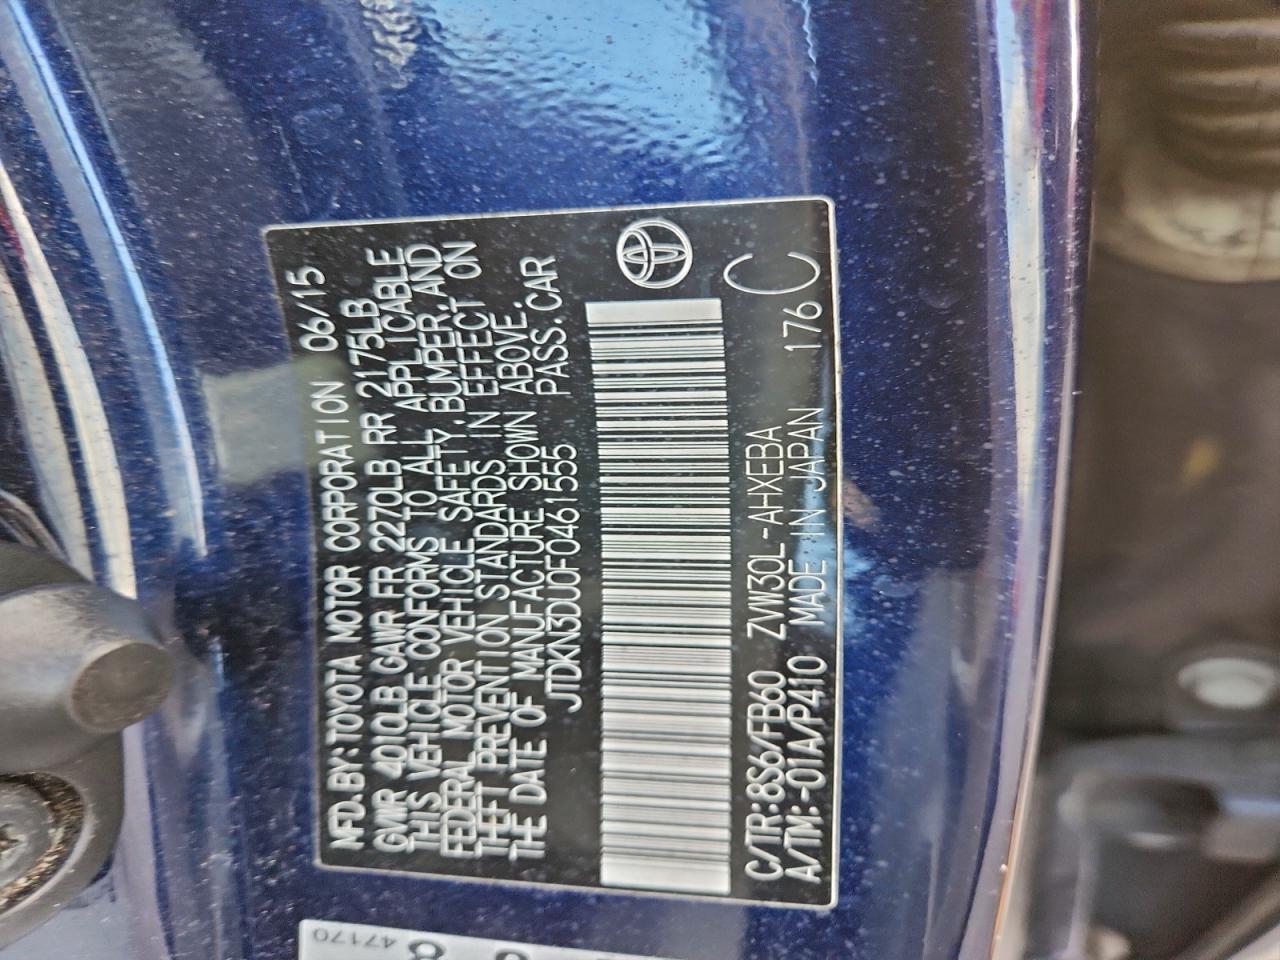 MFD.BY:TOYOTA MOTOR CORPORATION 06/15
GVWR 4010LB GAWR FR 2270LB RR 2175LB
THIS VEHICLE CONFORMS TO ALL APPLICABLE
FEDERAL MOTOR VEHICLE SAFETY,BUMPER,AND
THEFT PREVENTION STANDARDS IN EFFECT ON
THE DATE OF MANUFACTURE SHOWN ABOVE.
JTDKN3DU0F0461555 PASS.CAR
C/TR:8S6/FB60 ZVW30L-AHXEBA C
A/TM:-01A/P410 MADE IN JAPAN 176
47170